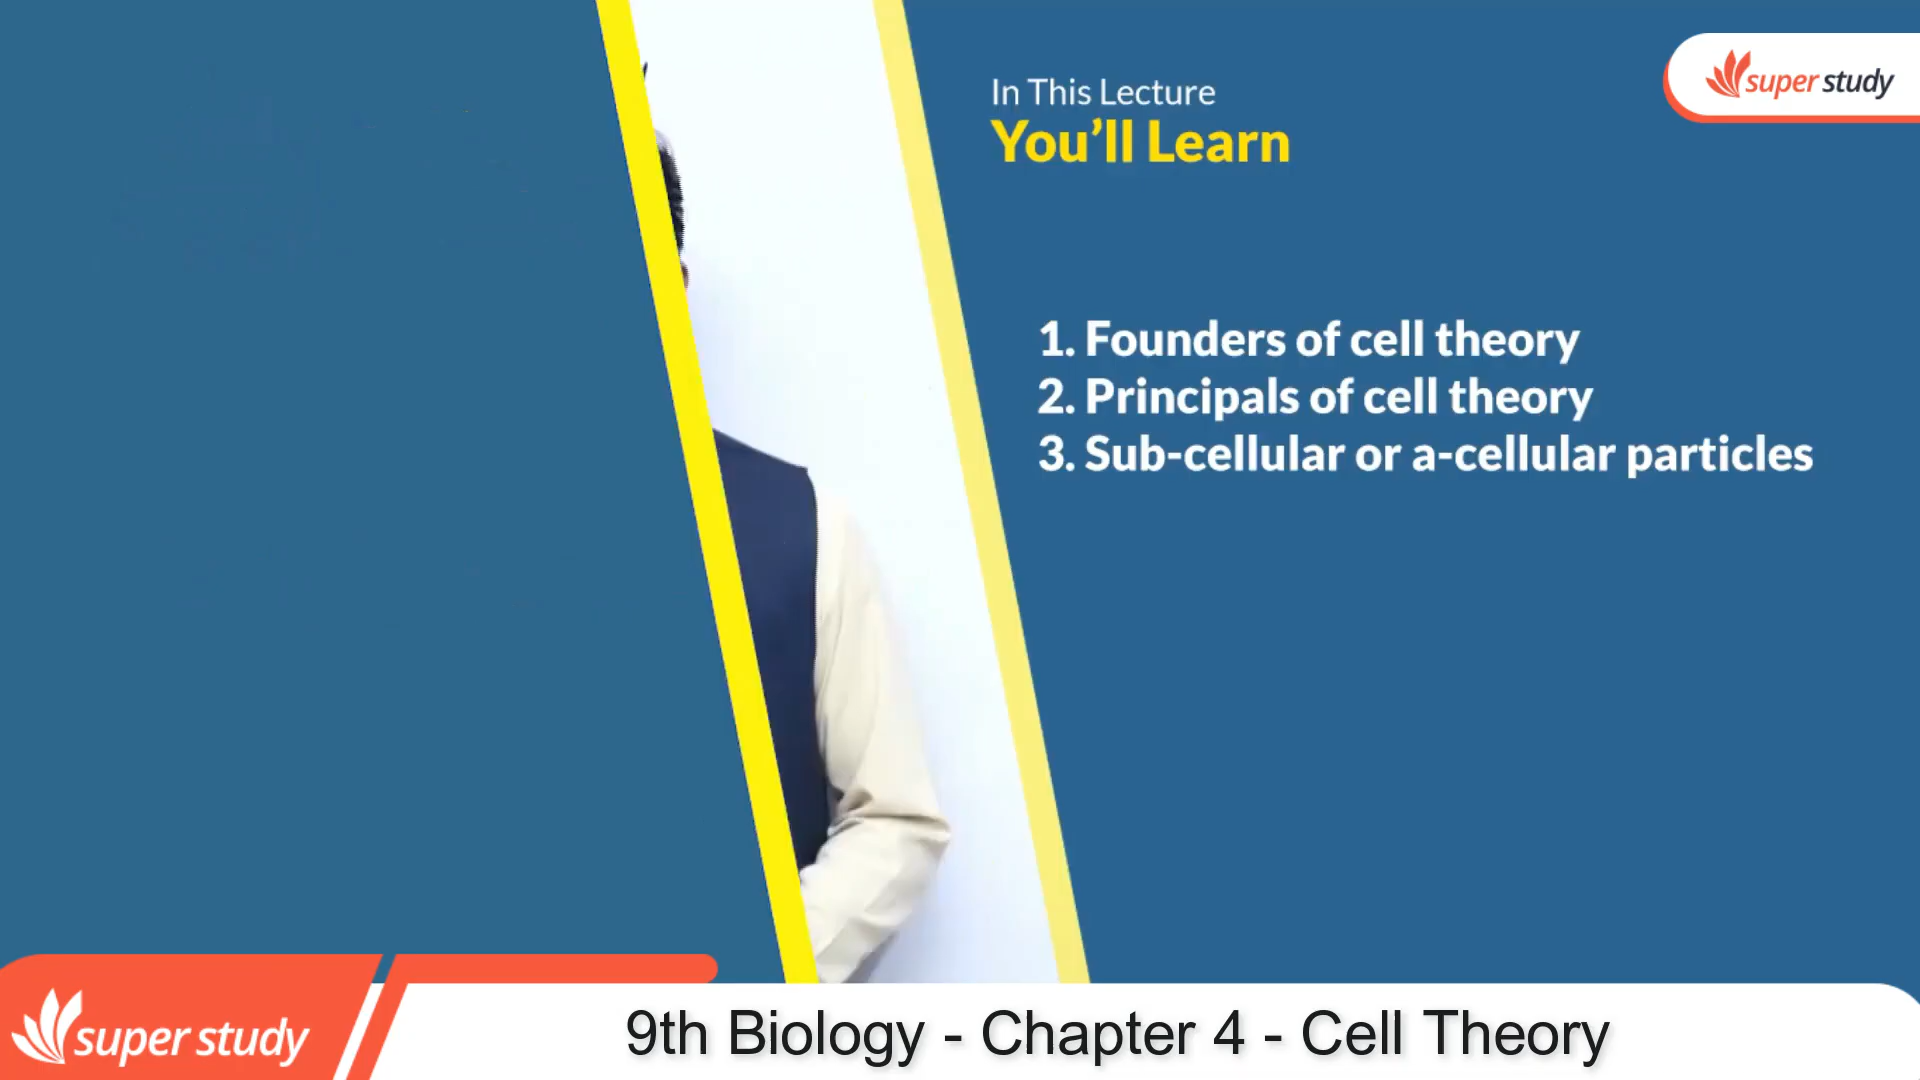 In This Lecture
You'll Learn
super study
1. Founders of cell theory
2. Principals of cell theory
3. Sub-cellular or a-cellular particles
super study
9th Biology - Chapter 4 - Cell Theory